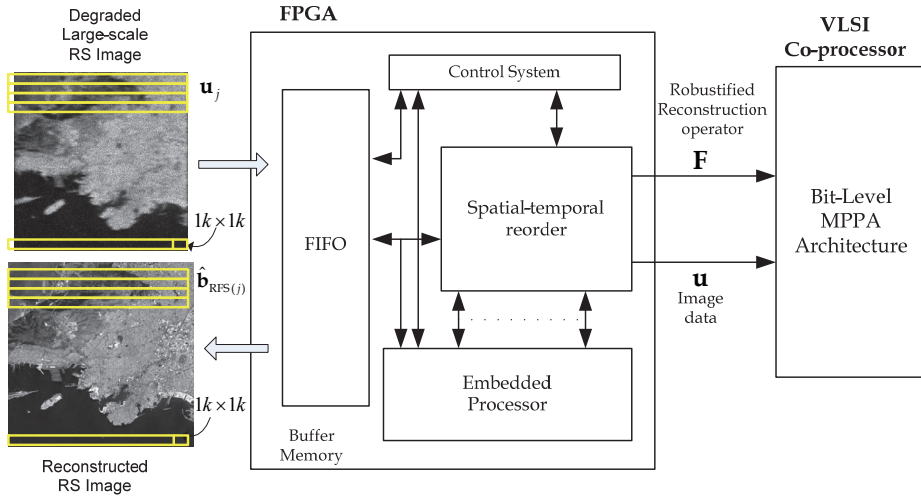 Degraded
Large-scale
RS Image
u_j
1k × 1k
b̂_RFS(j)
1k × 1k
Reconstructed
RS Image
FPGA
Control System
FIFO
Spatial-temporal
reorder
Embedded
Processor
Buffer
Memory
Robustified
Reconstruction
operator
F
u
Image
data
VLSI
Co-processor
Bit-Level
MPPA
Architecture